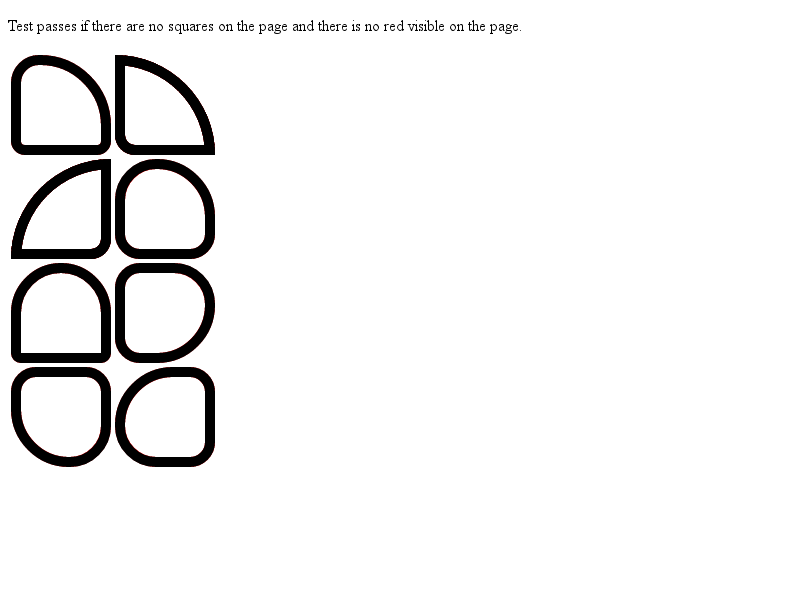 Test passes if there are no squares on the page and there is no red visible on the page.